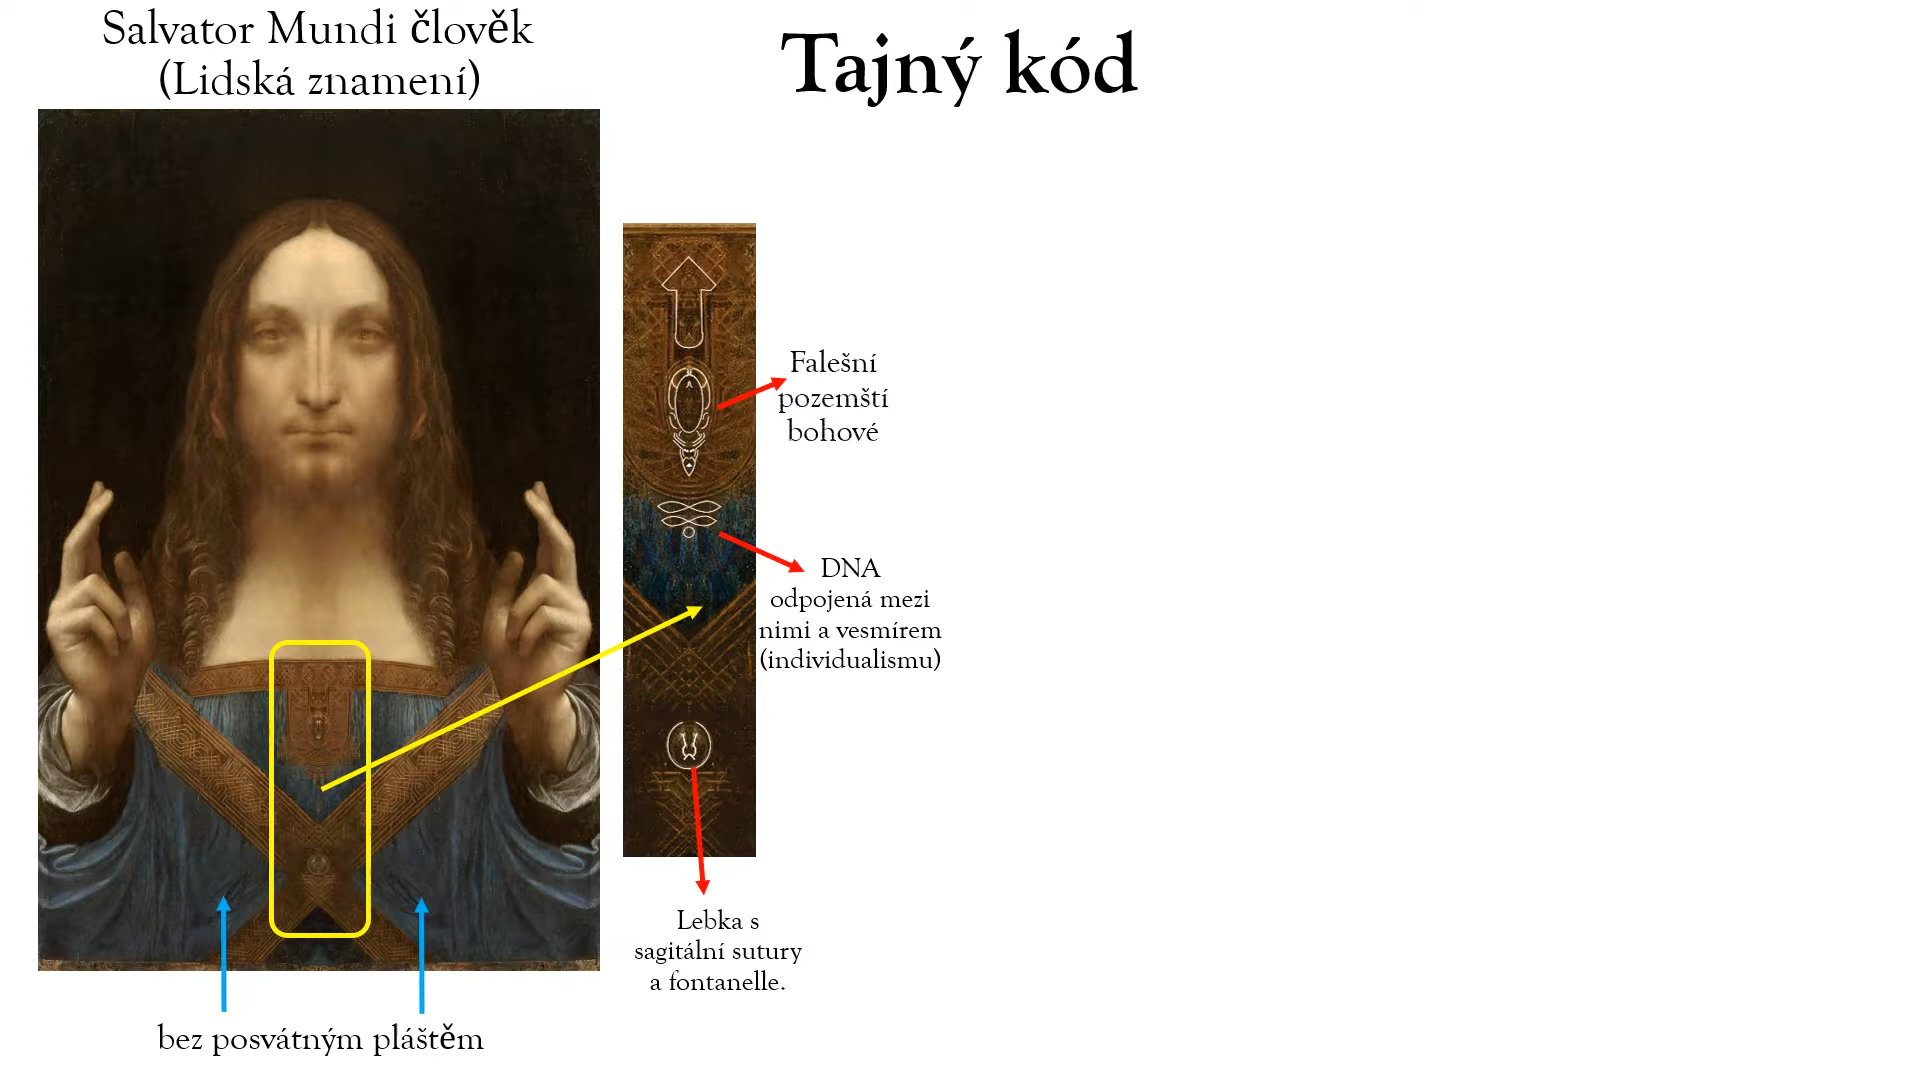 Salvator Mundi člověk
(Lidská znamení)
Tajný kód
Falešní
pozemští
bohové
DNA
odpojená mezi
nimi a vesmírem
(individualismu)
Lebka s
sagitální sutury
a fontanelle.
bez posvátným pláštěm